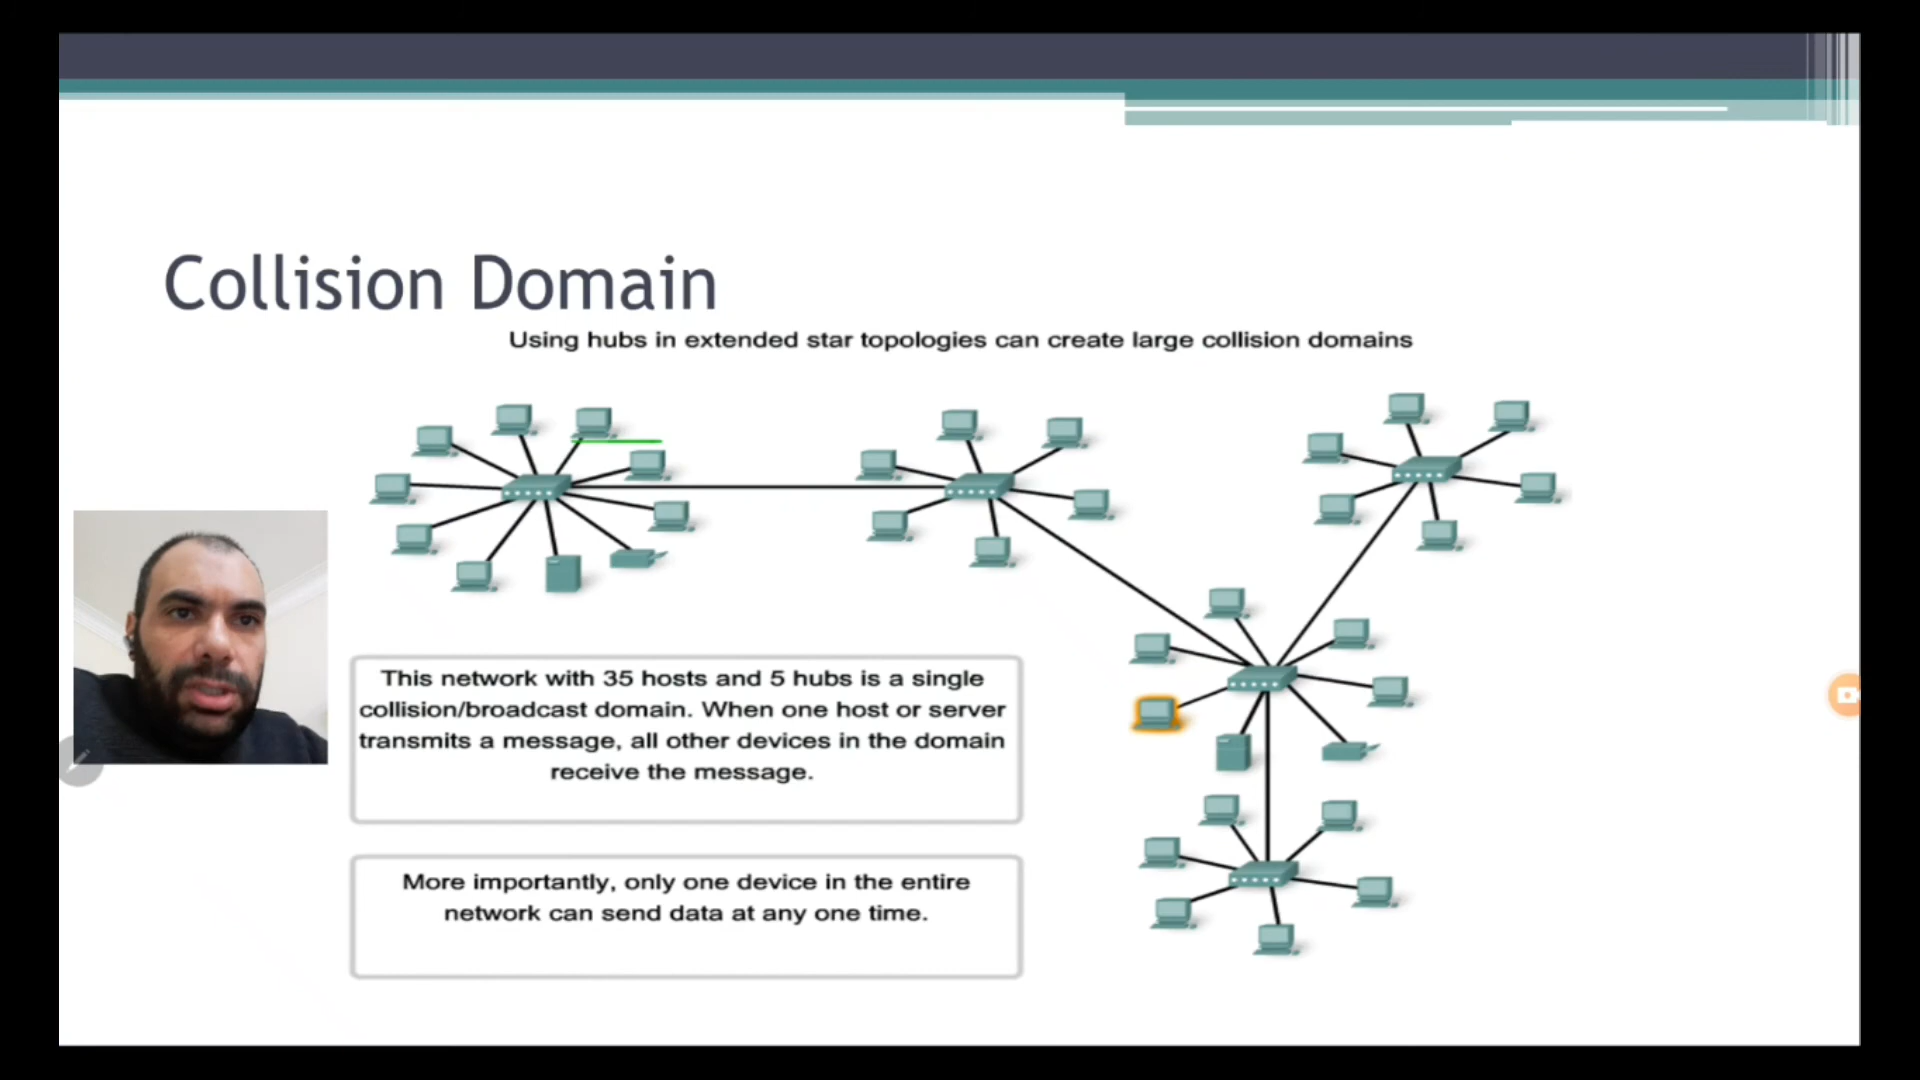 Collision Domain
Using hubs in extended star topologies can create large collision domains
This network with 35 hosts and 5 hubs is a single
collision/broadcast domain. When one host or server
transmits a message, all other devices in the domain
receive the message.
More importantly, only one device in the entire
network can send data at any one time.